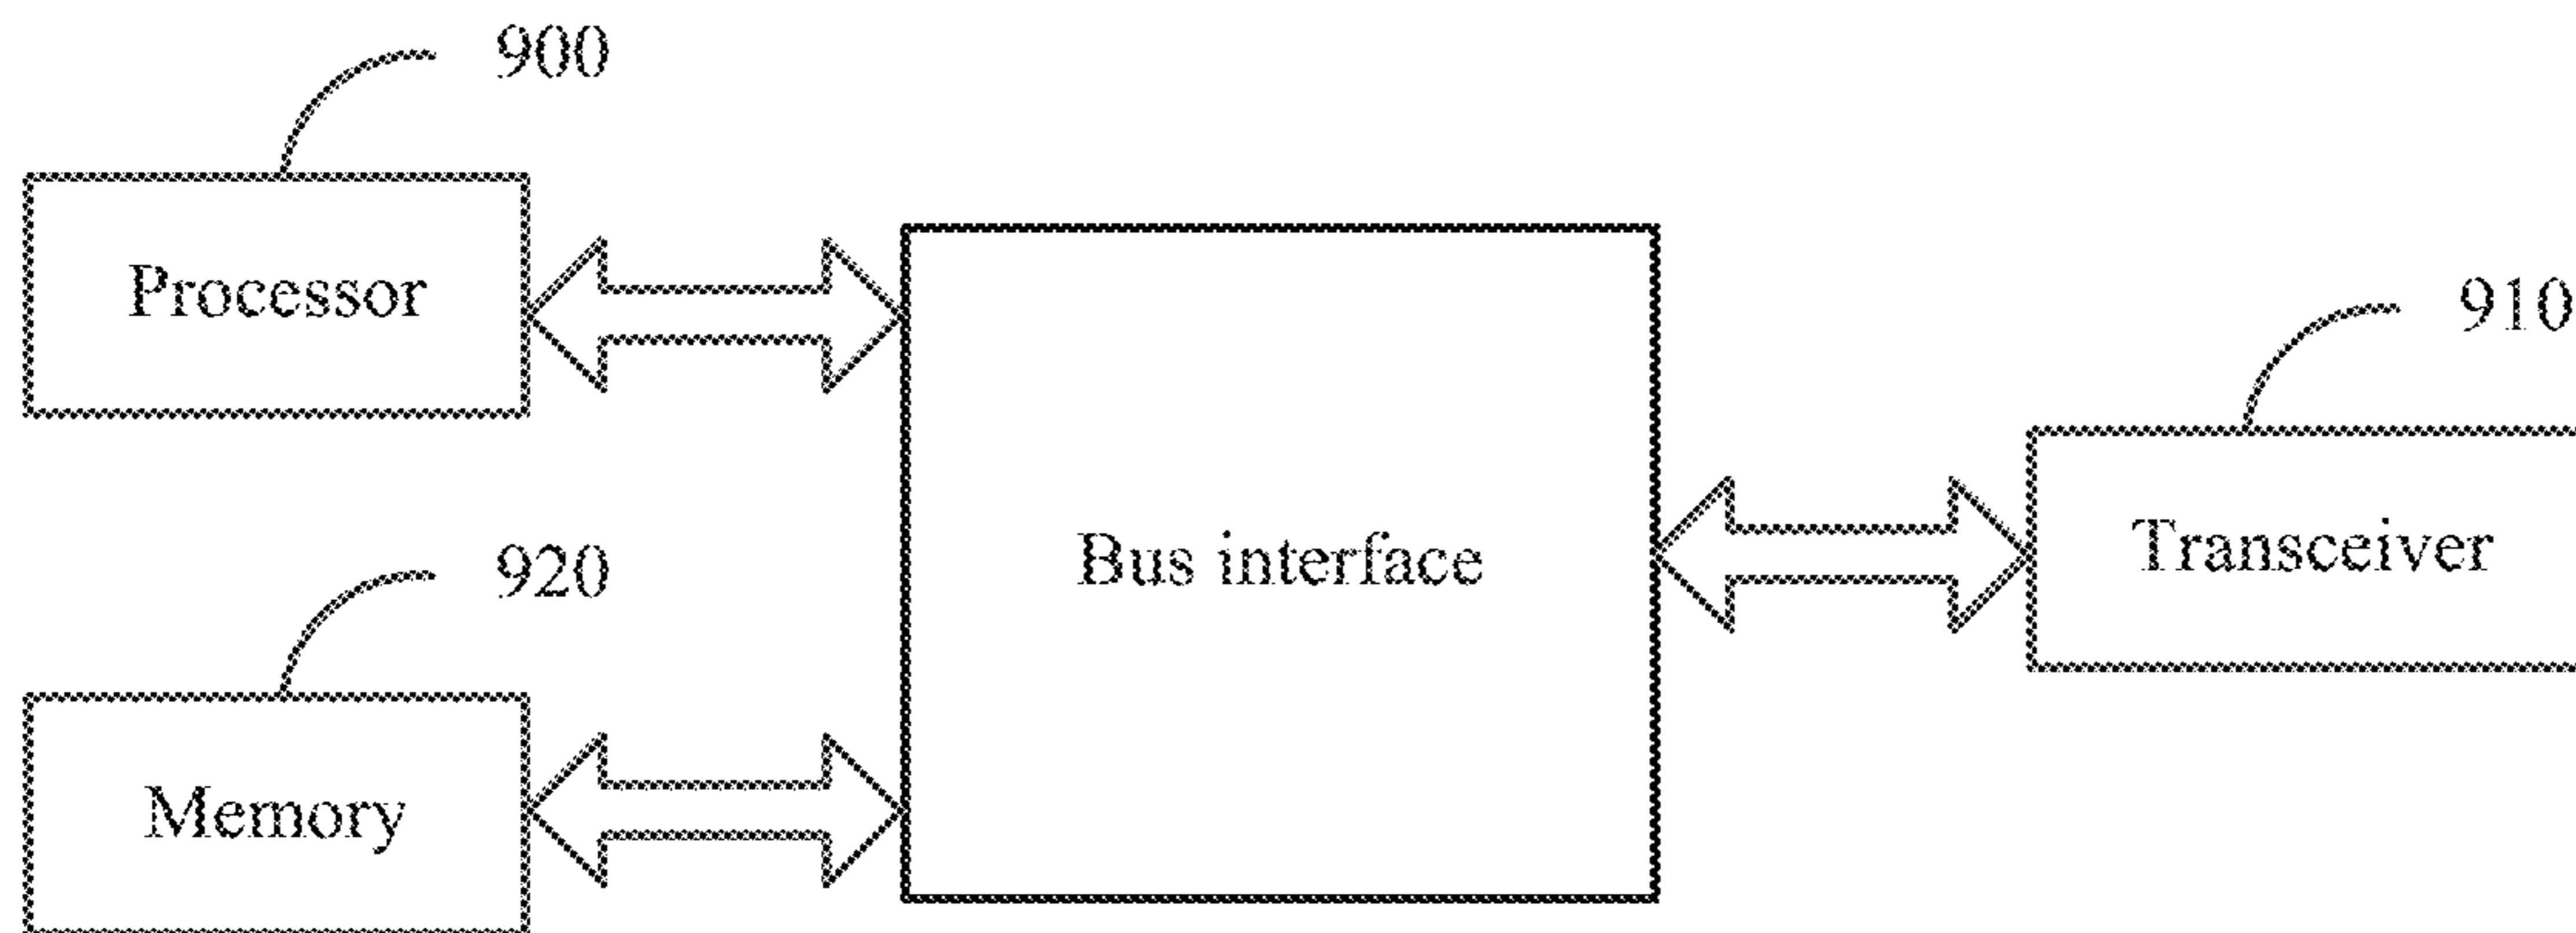 900
Processor
910
Bus interface
Transceiver
920
Memory